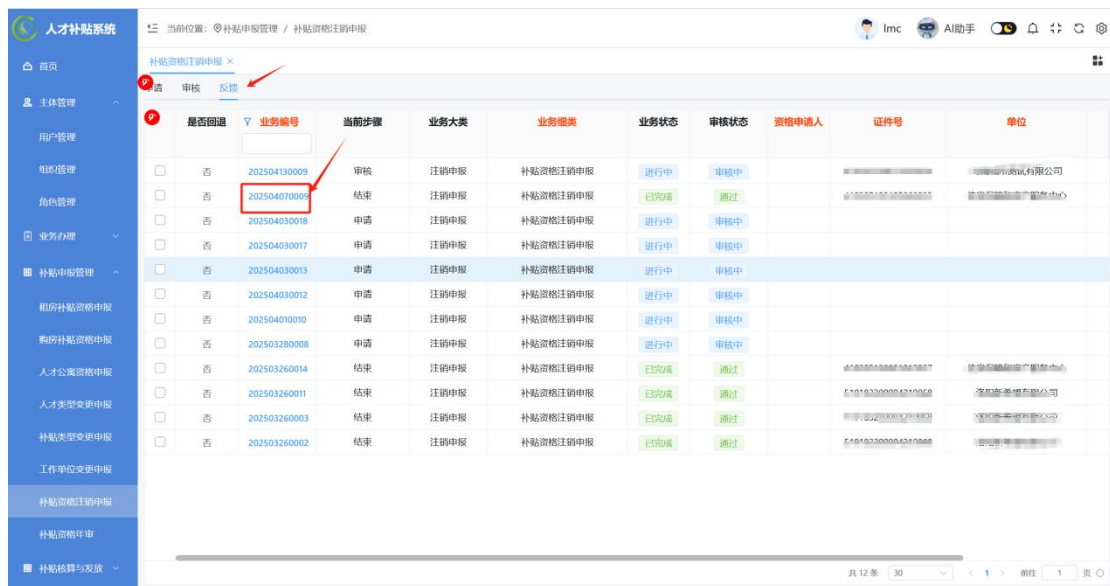 人才补贴系统
当前位置: 补贴申报管理 / 补贴资格注销申报
lmc AI助手
首页
主体管理
用户管理
组织管理
角色管理
业务办理
补贴申报管理
租房补贴资格申报
购房补贴资格申报
人才公寓资格申报
人才类型变更申报
补贴类型变更申报
工作单位变更申报
补贴资格注销申报
补贴资格年审
补贴核算与发放
补贴资格注销申报 ×
申请 审核 反馈
是否回退 业务编号 当前步骤 业务大类 业务细类 业务状态 审核状态 资格申请人 证件号 单位
否 202504130009 审核 注销申报 补贴资格注销申报 进行中 审核中 有限公司
否 202504070009 结束 注销申报 补贴资格注销申报 已完成 通过
否 202504030018 申请 注销申报 补贴资格注销申报 进行中 审核中
否 202504030017 申请 注销申报 补贴资格注销申报 进行中 审核中
否 202504030013 申请 注销申报 补贴资格注销申报 进行中 审核中
否 202504030012 申请 注销申报 补贴资格注销申报 进行中 审核中
否 202504010010 申请 注销申报 补贴资格注销申报 进行中 审核中
否 202503280008 申请 注销申报 补贴资格注销申报 进行中 审核中
否 202503260014 结束 注销申报 补贴资格注销申报 已完成 通过
否 202503260011 结束 注销申报 补贴资格注销申报 已完成 通过
否 202503260003 结束 注销申报 补贴资格注销申报 已完成 通过
否 202503260002 结束 注销申报 补贴资格注销申报 已完成 通过
共 12 条 30 < 1 > 前往 1 页